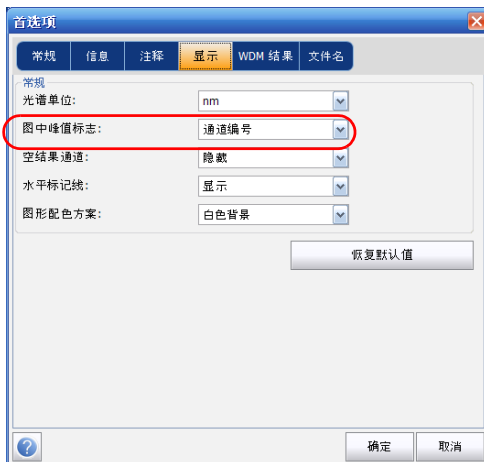 首选项
常规 信息 注释 显示 WDM 结果 文件名
常规
光谱单位: nm
图中峰值标志: 通道编号
空结果通道: 隐藏
水平标记线: 显示
图形配色方案: 白色背景
恢复默认值
? 确定 取消